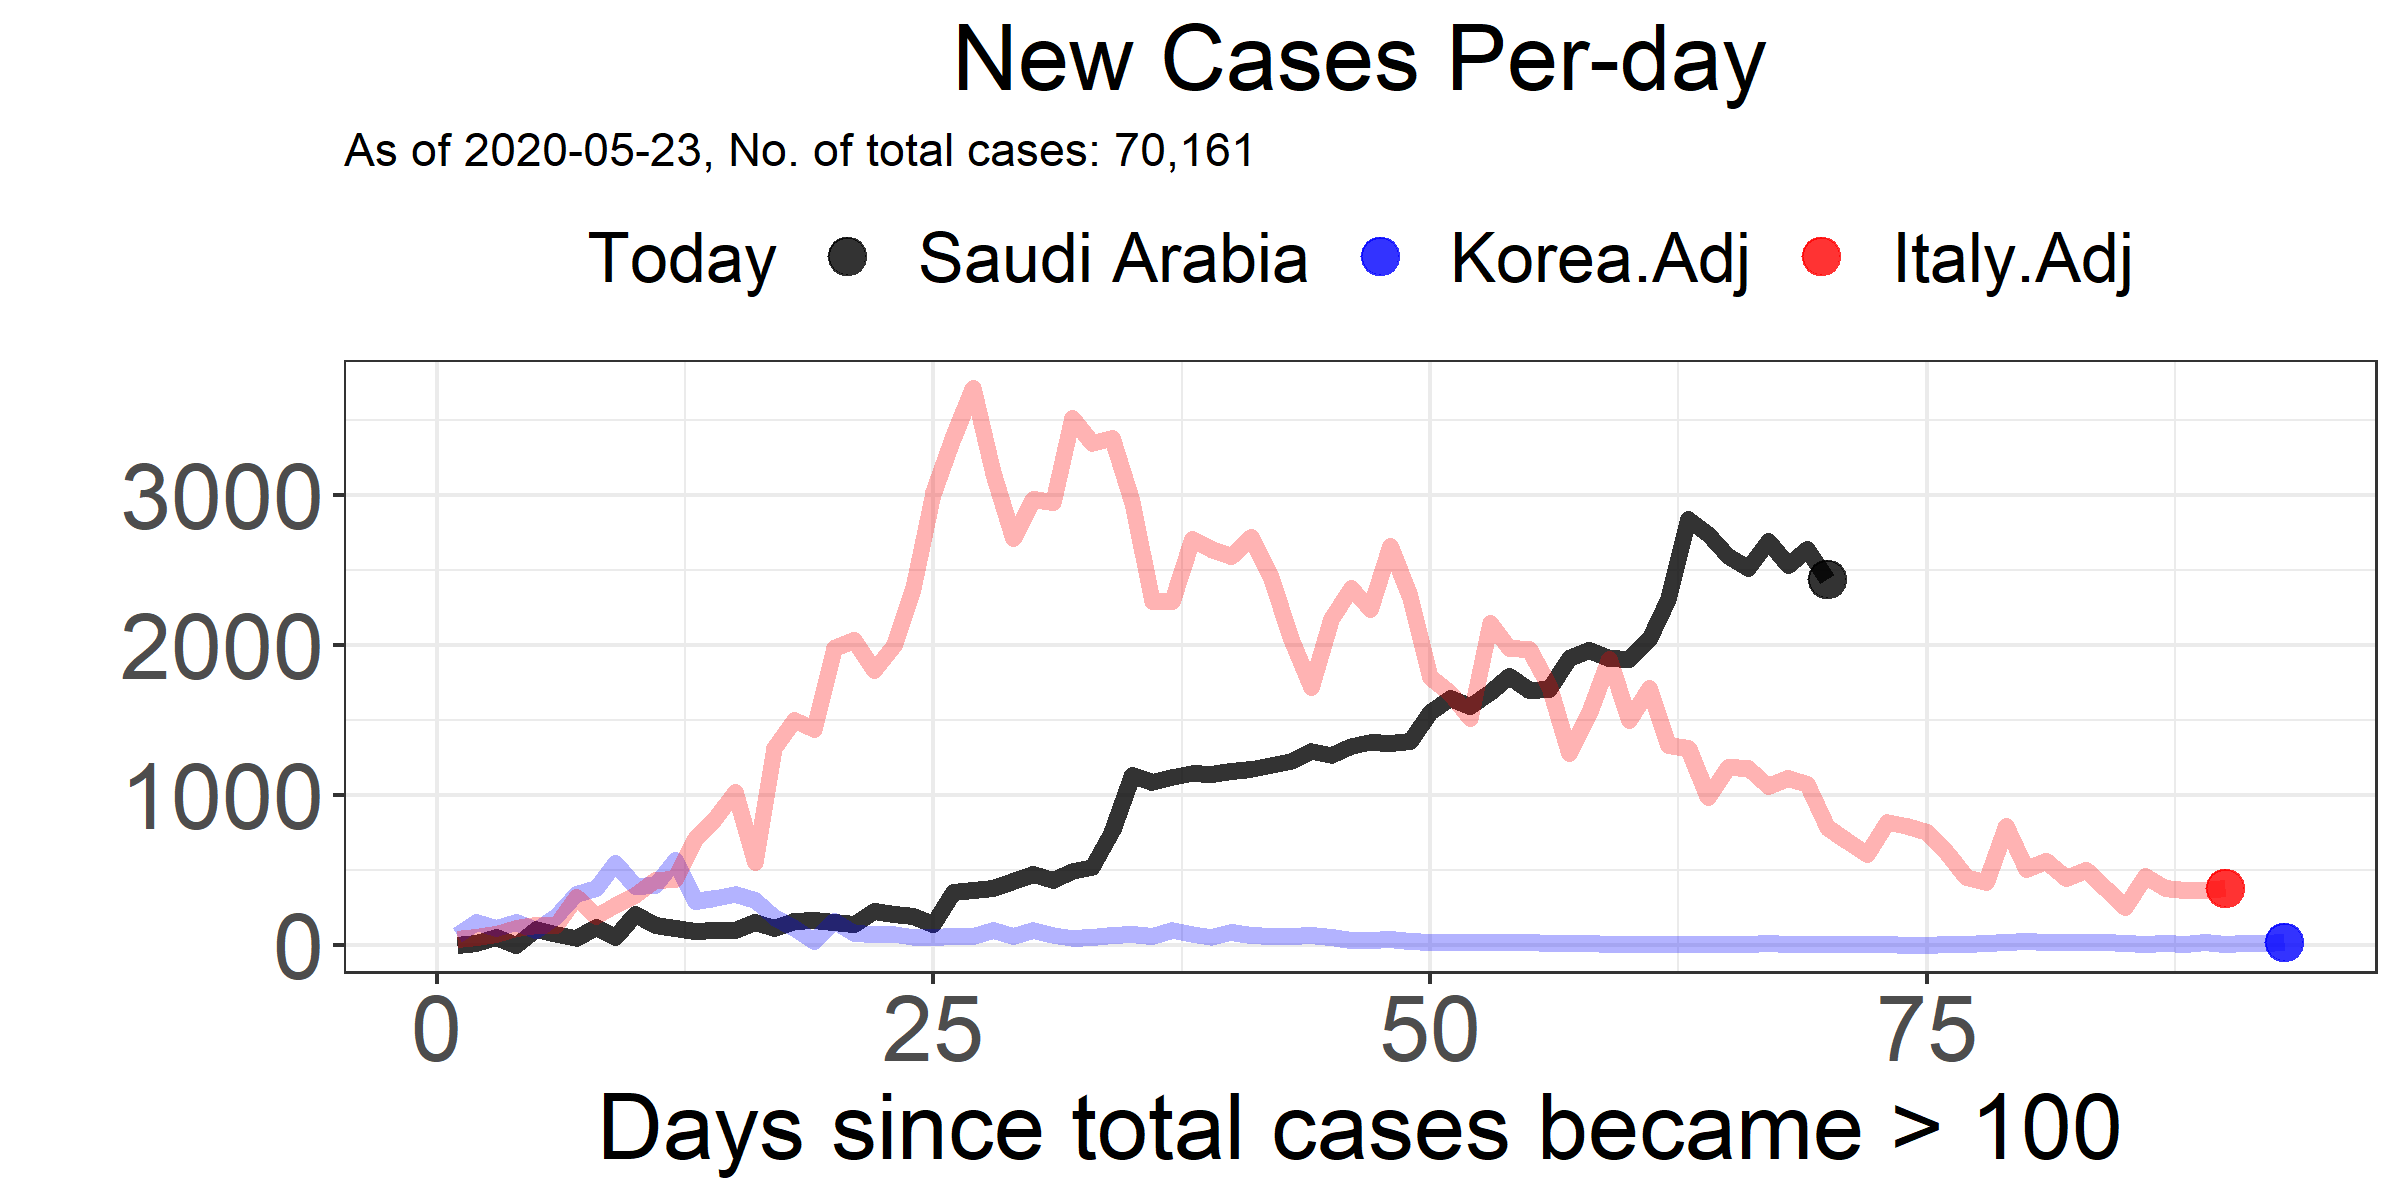 New Cases Per-day
As of 2020-05-23, No. of total cases: 70,161
Today Saudi Arabia Korea.Adj Italy.Adj
3000
2000
1000
0
0 25 50 75
Days since total cases became > 100